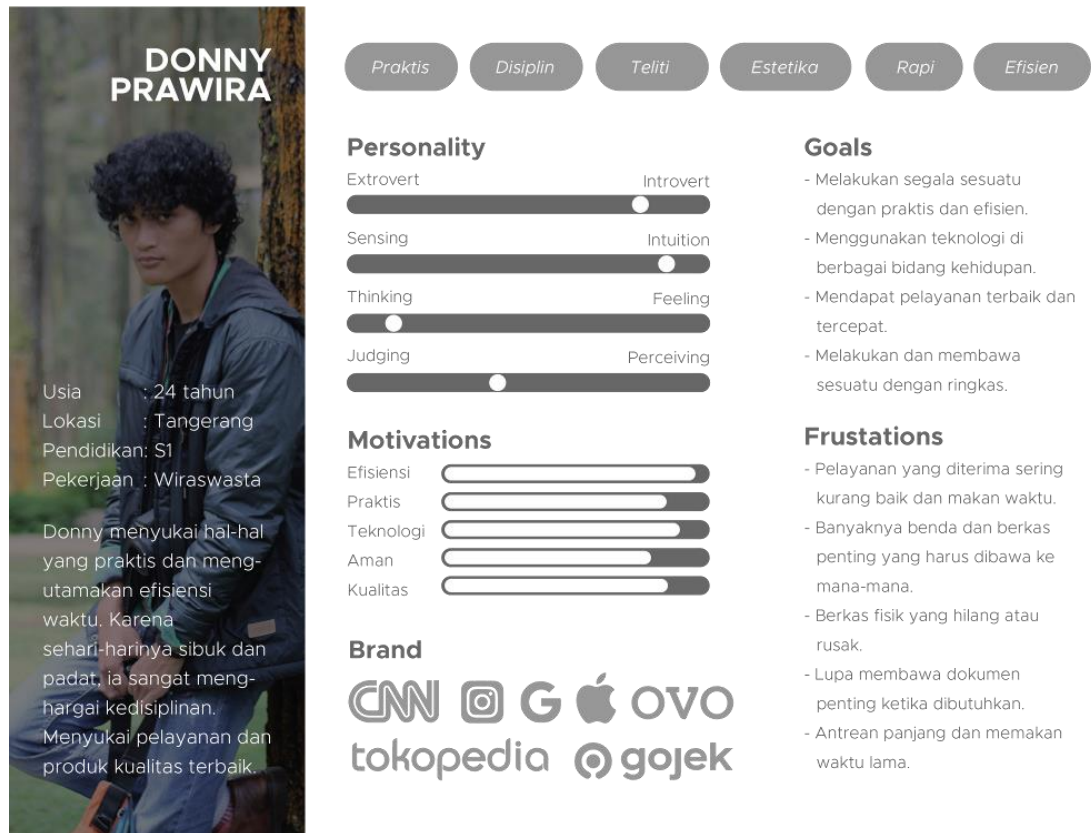 DONNY
PRAWIRA
Usia : 24 tahun
Lokasi : Tangerang
Pendidikan: S1
Pekerjaan : Wiraswasta
Donny menyukai hal-hal
yang praktis dan meng-
utamakan efisiensi
waktu. Karena
sehari-harinya sibuk dan
padat, ia sangat meng-
hargai kedisiplinan.
Menyukai pelayanan dan
produk kualitas terbaik.
Praktis Disiplin Teliti Estetika Rapi Efisien
Personality
Extrovert Introvert
Sensing Intuition
Thinking Feeling
Judging Perceiving
Motivations
Efisiensi
Praktis
Teknologi
Aman
Kualitas
Brand
CNN G OVO
tokopedia gojek
Goals
- Melakukan segala sesuatu
dengan praktis dan efisien.
- Menggunakan teknologi di
berbagai bidang kehidupan.
- Mendapat pelayanan terbaik dan
tercepat.
- Melakukan dan membawa
sesuatu dengan ringkas.
Frustations
- Pelayanan yang diterima sering
kurang baik dan makan waktu.
- Banyaknya benda dan berkas
penting yang harus dibawa ke
mana-mana.
- Berkas fisik yang hilang atau
rusak.
- Lupa membawa dokumen
penting ketika dibutuhkan.
- Antrean panjang dan memakan
waktu lama.